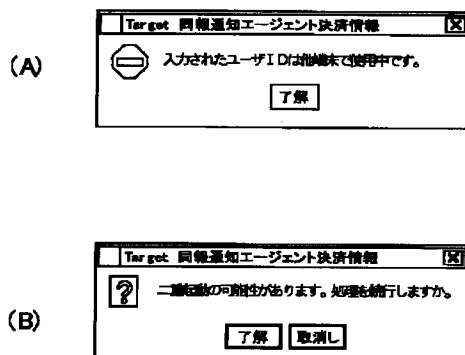 Target 同報通知エージェント決済情報
(A)
入力されたユーザIDは他端末で使用中です。
了解
Target 同報通知エージェント決済情報
(B)
二重起動の可能性があります。処理を続行しますか。
了解 取消し